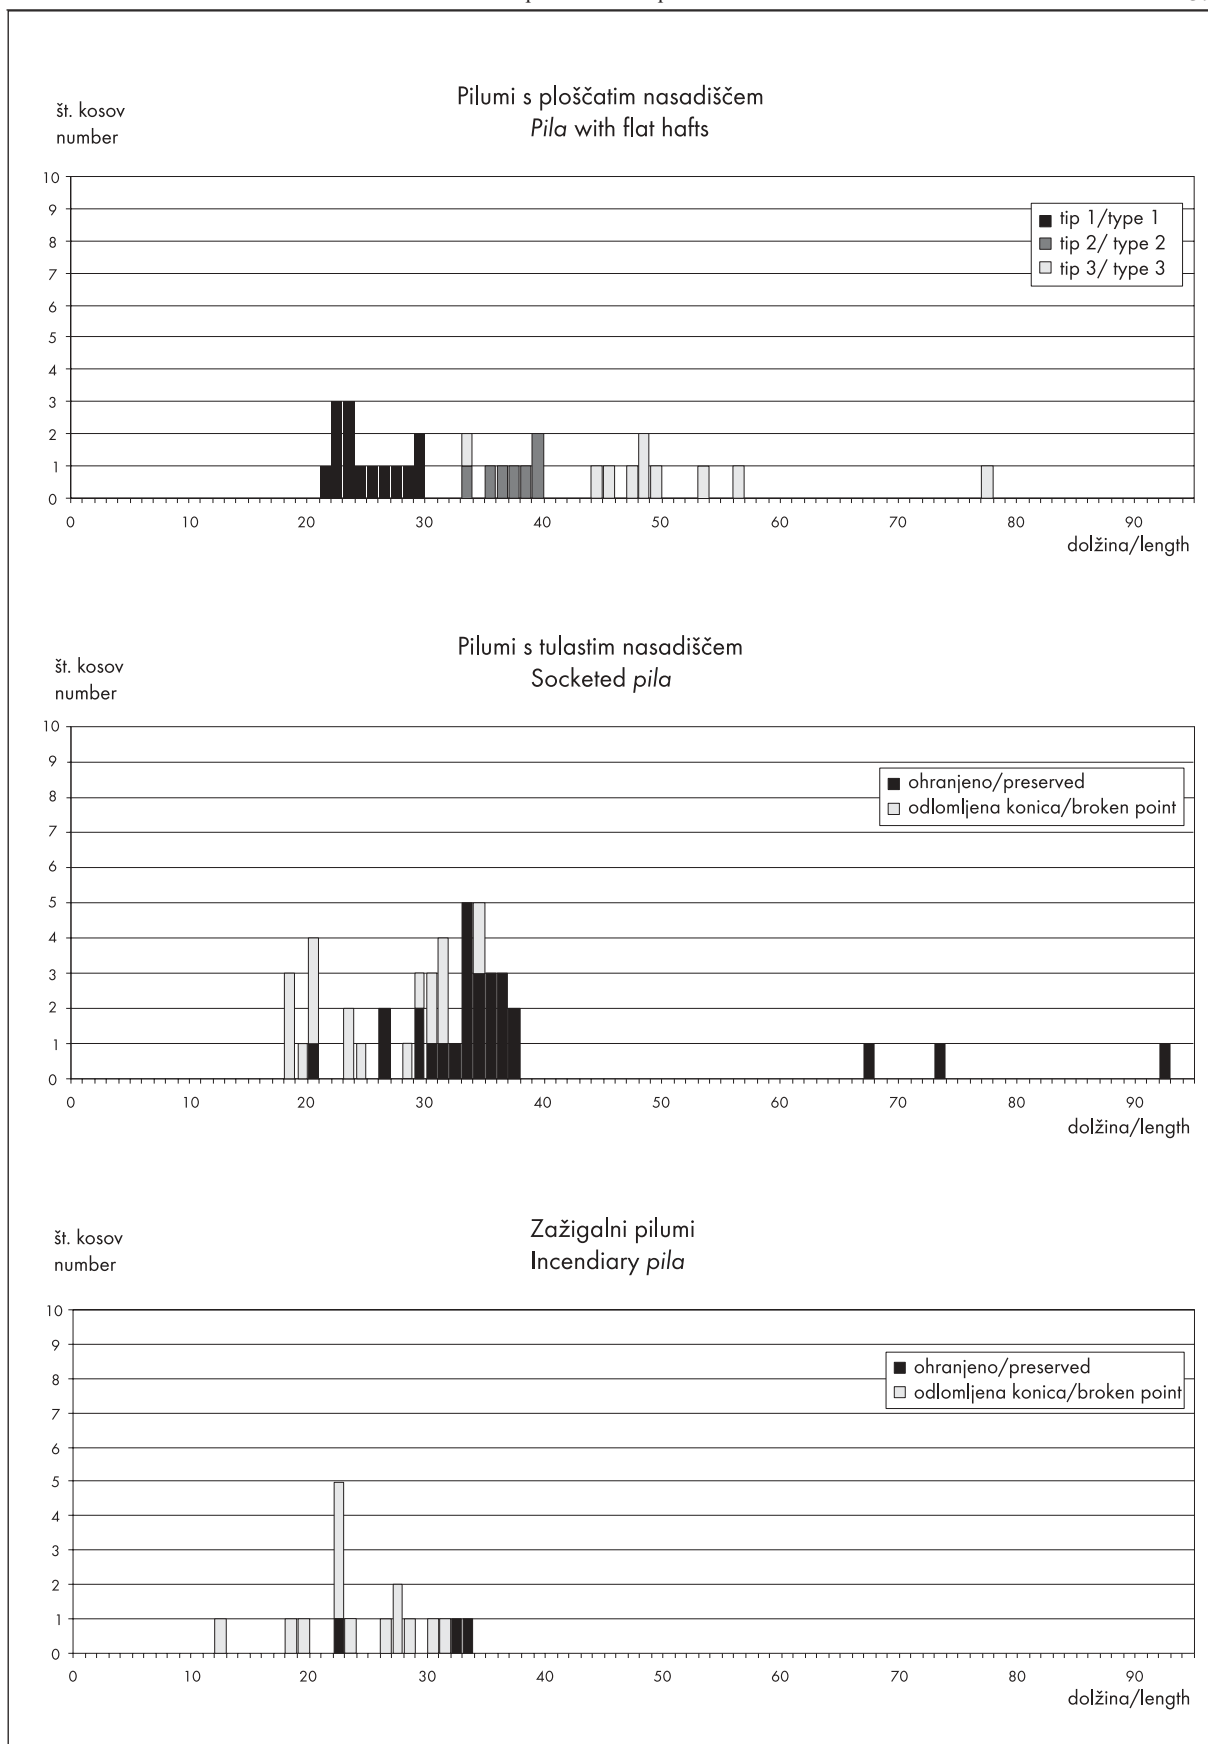 Pilumi s ploščatim nasadiščem
Pila with flat hafts
št. kosov
number
10
9
8
7
6
5
4
3
2
1
0
tip 1/type 1
tip 2/ type 2
tip 3/ type 3
0 20 30 40 50 60 70 80 90
dolžina/length
Pilumi s tulastim nasadiščem
Socketed pila
št. kosov
number
10
9
8
7
6
5
4
3
2
1
0
ohranjeno/preserved
odlomljena konica/broken point
0 10 20 30 40 50 60 70 80 90
dolžina/length
Zažigalni pilumi
Incendiary pila
št. kosov
number
10
9
8
7
6
5
4
3
2
1
0
ohranjeno/preserved
odlomljena konica/broken point
0 10 20 30 40 50 60 70 80 90
dolžina/length